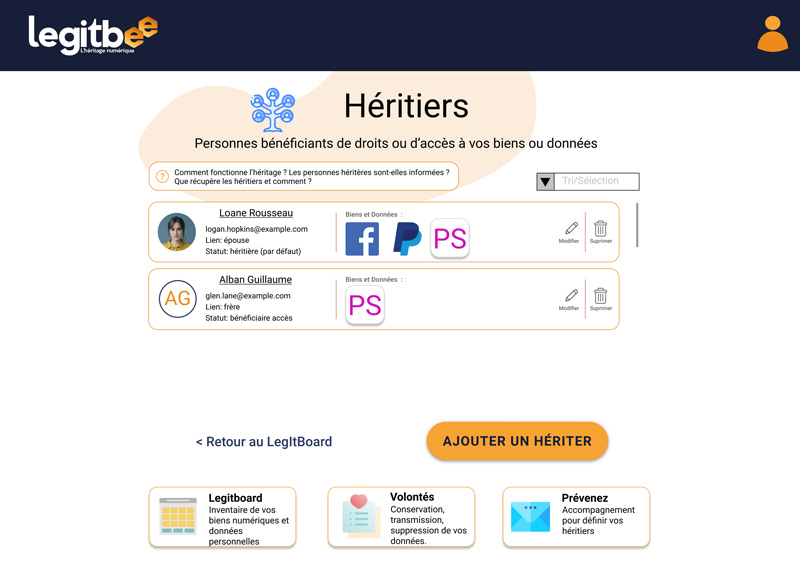 legitbee
L'héritage numérique
Héritiers
Personnes bénéficiants de droits ou d'accès à vos biens ou données
? Comment fonctionne l'héritage ? Les personnes héritères sont-elles informées ?
Que récupère les héritiers et comment ?
Tri/Sélection
Loane Rousseau
logan.hopkins@example.com
Lien: épouse
Statut: héritière (par défaut)
Biens et Données :
PS
Modifier
Suprimer
AG
Alban Guillaume
glen.lane@example.com
Lien: frère
Statut: bénéficiaire accès
Biens et Données :
PS
Modifier
Suprimer
< Retour au LegItBoard
AJOUTER UN HÉRITER
Legitboard
Inventaire de vos
biens numériques et
données
personnelles
Volontés
Conservation,
transmission,
suppression de vos
données.
Prévenez
Accompagnement
pour définir vos
héritiers